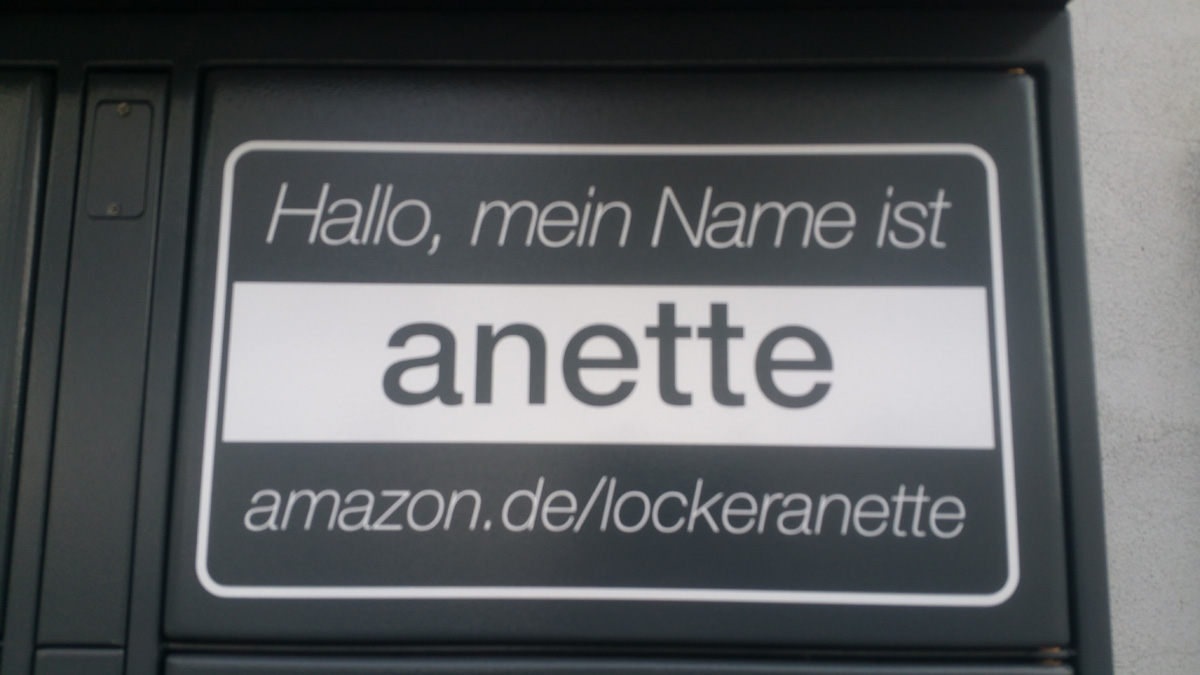 Hallo, mein Name ist
anette
amazon.de/lockeranette